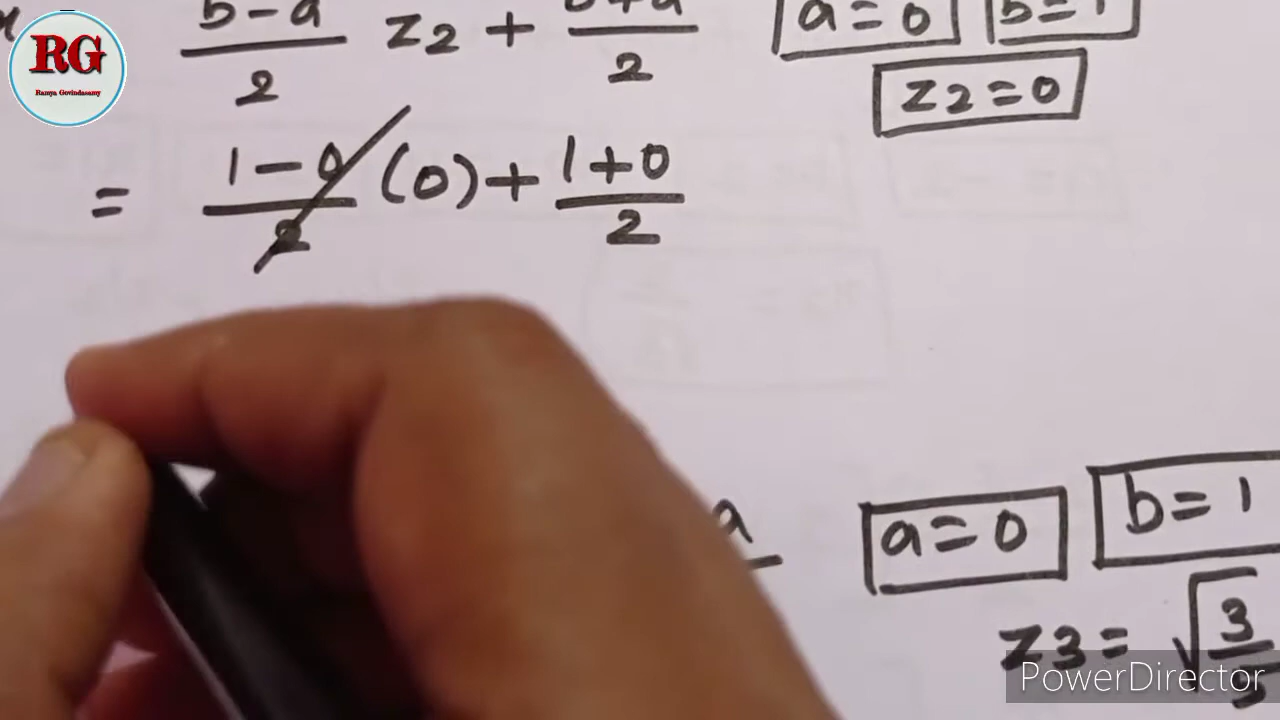 RG
Ramya Govindasamy
b-a/2 z2 + b+a/2
a=0 b=1
z2=0
= 1-0/2 (0) + 1+0/2
a
a=0 b=1
z3= √3/5
PowerDirector